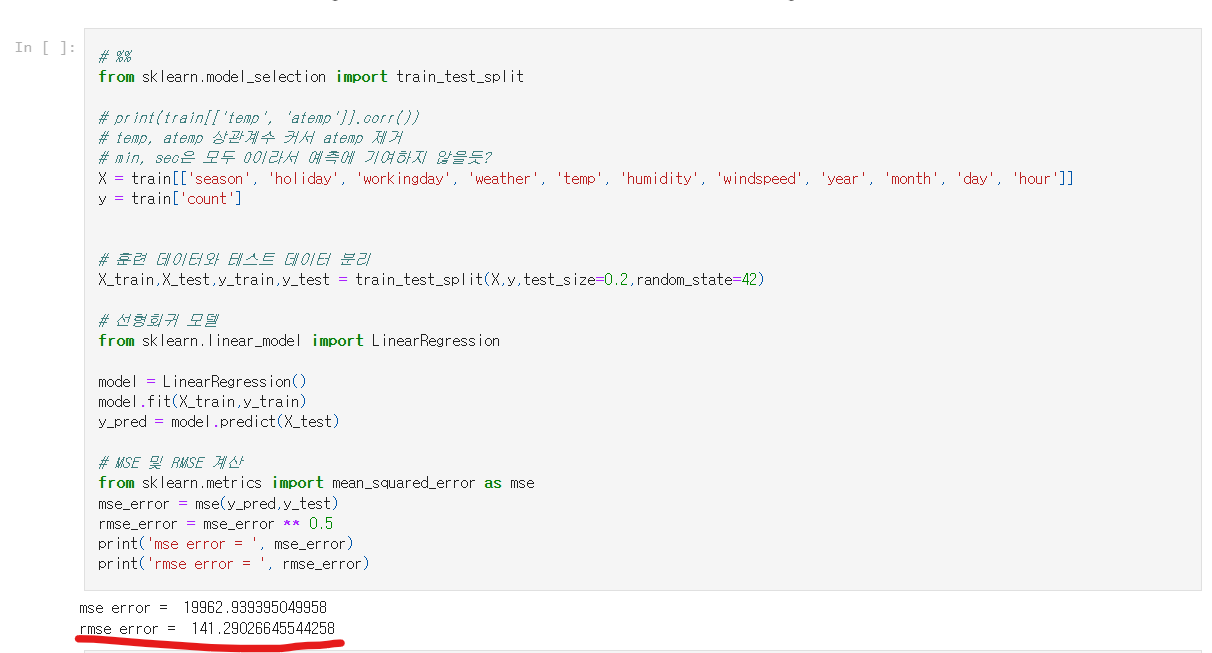 In [ ]:
# %%
from sklearn.model_selection import train_test_split
# print(train[['temp', 'atemp']].corr())
# temp, atemp 상관계수 커서 atemp 제거
# min, sec은 모두 0이라서 예측에 기여하지 않을듯?
X = train[['season', 'holiday', 'workingday', 'weather', 'temp', 'humidity', 'windspeed', 'year', 'month', 'day', 'hour']]
y = train['count']
# 훈련 데이터와 테스트 데이터 분리
X_train,X_test,y_train,y_test = train_test_split(X,y,test_size=0.2,random_state=42)
# 선형회귀 모델
from sklearn.linear_model import LinearRegression
model = LinearRegression()
model.fit(X_train,y_train)
y_pred = model.predict(X_test)
# MSE 및 RMSE 계산
from sklearn.metrics import mean_squared_error as mse
mse_error = mse(y_pred,y_test)
rmse_error = mse_error ** 0.5
print('mse error = ', mse_error)
print('rmse error = ', rmse_error)
mse error =  19962.939395049958
rmse error =  141.29026645544258